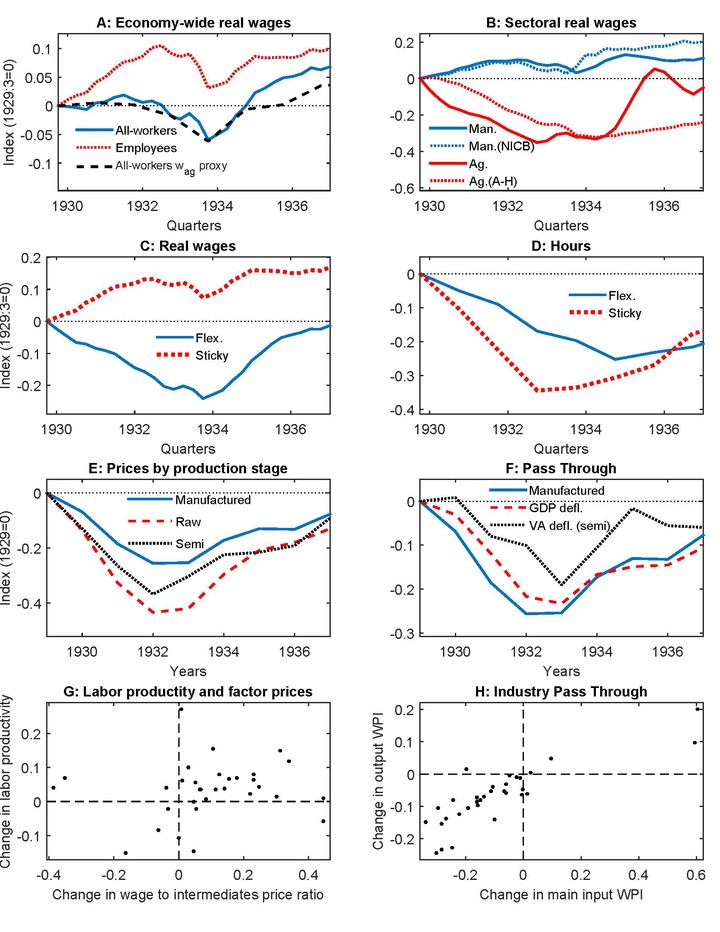 A: Economy-wide real wages
Index (1929:3=0)
0.1
0.05
0
-0.05
-0.1
All-workers
Employees
All-workers w_ag proxy
1930 1932 1934 1936
Quarters
B: Sectoral real wages
0.2
0
-0.2
-0.4
-0.6
Man.
Man.(NICB)
Ag.
Ag.(A-H)
1930 1932 1934 1936
Quarters
C: Real wages
Index (1929:3=0)
0.2
0.1
0
-0.1
-0.2
Flex.
Sticky
1930 1932 1934 1936
Quarters
D: Hours
0
-0.1
-0.2
-0.3
-0.4
Flex.
Sticky
1930 1932 1934 1936
Quarters
E: Prices by production stage
Index (1929=0)
0
-0.2
-0.4
Manufactured
Raw
Semi
1930 1932 1934 1936
Years
F: Pass Through
0
-0.1
-0.2
-0.3
Manufactured
GDP defl.
VA defl. (semi)
1930 1932 1934 1936
Years
G: Labor productity and factor prices
Change in labor productivity
0.2
0.1
0
-0.1
-0.4 -0.2 0 0.2 0.4
Change in wage to intermediates price ratio
H: Industry Pass Through
Change in output WPI
0.2
0.1
0
-0.1
-0.2
-0.2 0 0.2 0.4 0.6
Change in main input WPI